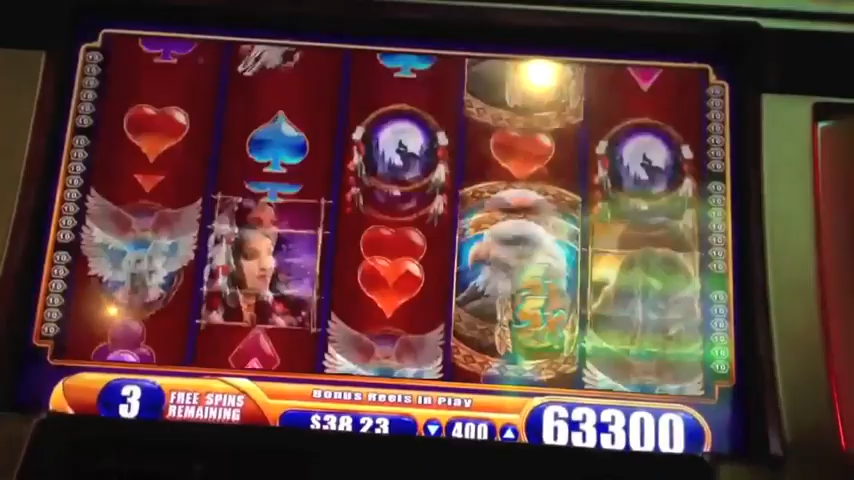 3
FREE SPINS
REMAINING
BONUS REELS IN PLAY
$38.23
400
63300